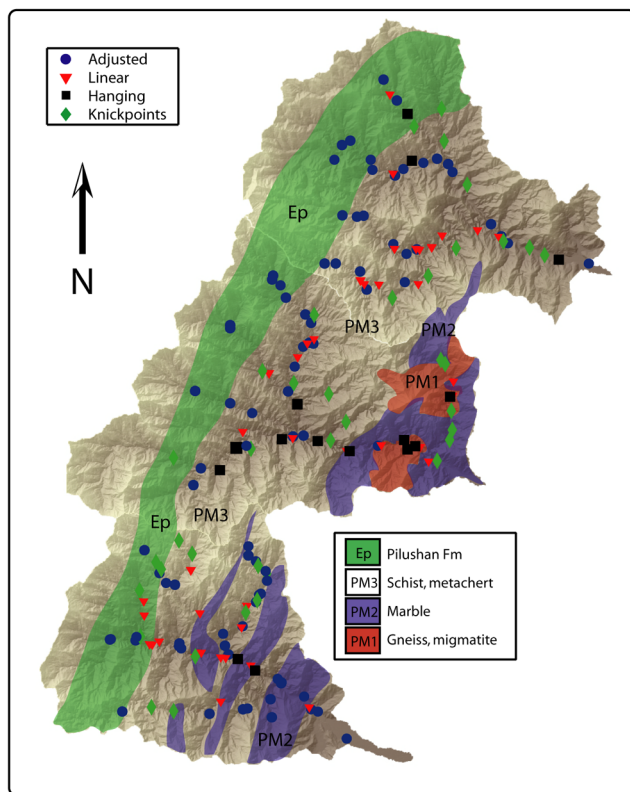 Adjusted
Linear
Hanging
Knickpoints
N
Ep
PM3
PM2
PM1
Ep
PM3
PM2
Ep Pilushan Fm
PM3 Schist, metachert
PM2 Marble
PM1 Gneiss, migmatite